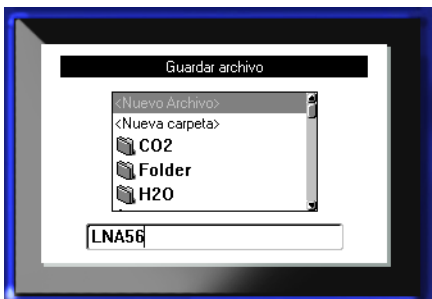 Guardar archivo
<Nuevo Archivo>
<Nueva carpeta>
CO2
Folder
H2O
LNA56